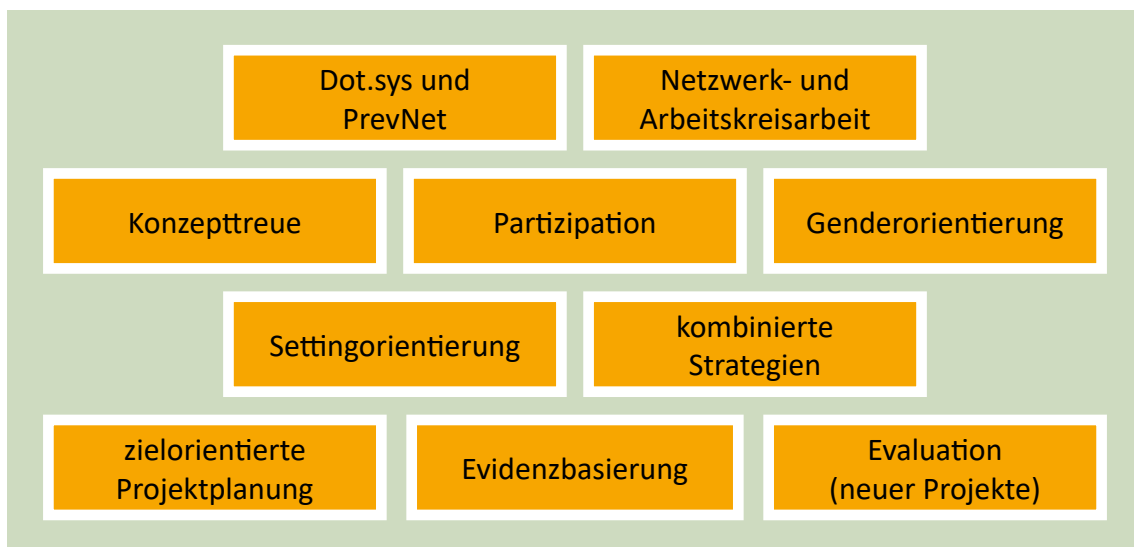 Dot.sys und
PrevNet
Netzwerk- und
Arbeitskreisarbeit
Konzepttreue
Partizipation
Genderorientierung
Settingorientierung
kombinierte
Strategien
zielorientierte
Projektplanung
Evidenzbasierung
Evaluation
(neuer Projekte)